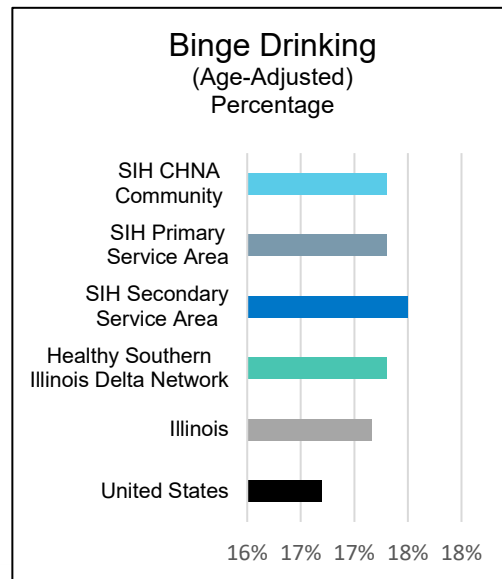 Binge Drinking
(Age-Adjusted)
Percentage
SIH CHNA
Community
SIH Primary
Service Area
SIH Secondary
Service Area
Healthy Southern
Illinois Delta Network
Illinois
United States
16% 17% 17% 18% 18%